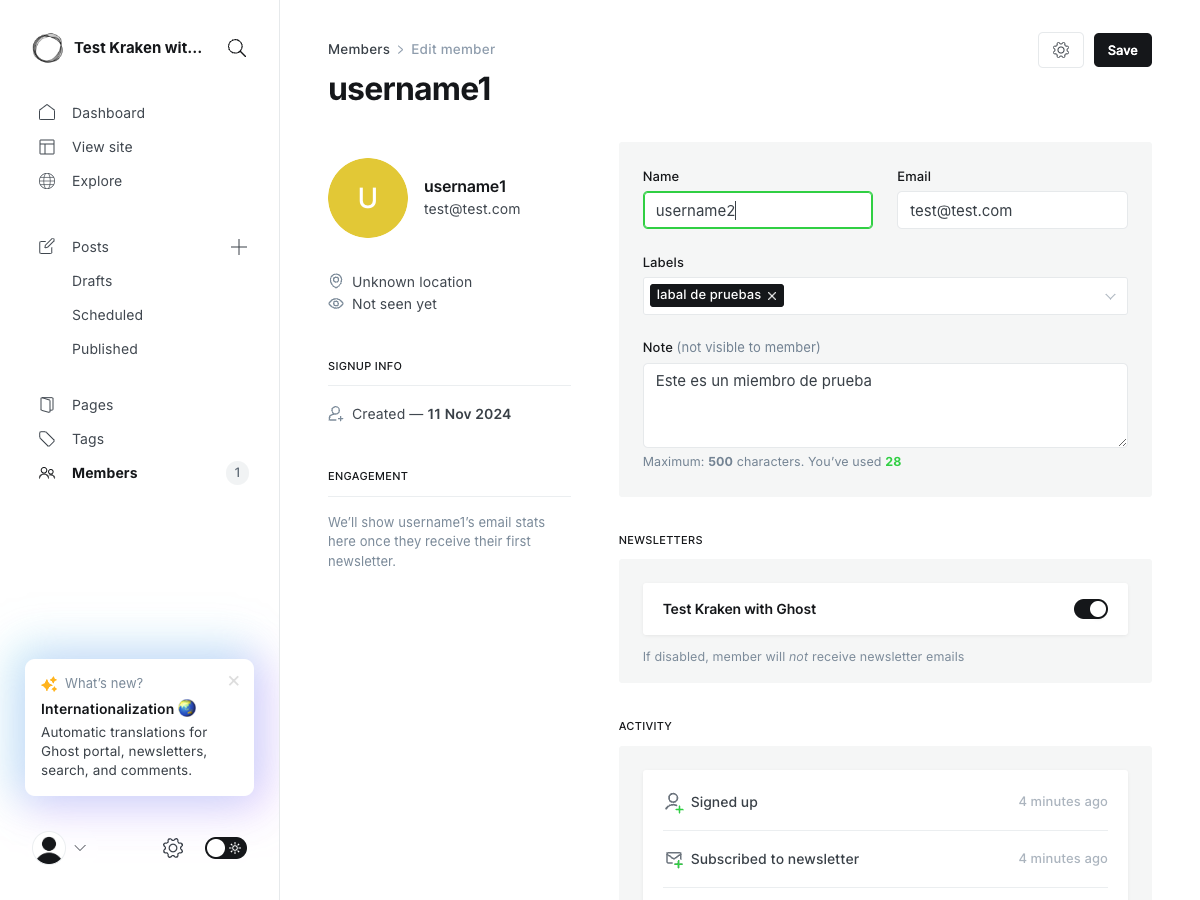 Test Kraken wit...
Dashboard
View site
Explore
Posts
Drafts
Scheduled
Published
Pages
Tags
Members 1
What's new?
Internationalization
Automatic translations for
Ghost portal, newsletters,
search, and comments.
Members > Edit member
Save
username1
U
username1
test@test.com
Unknown location
Not seen yet
SIGNUP INFO
Created — 11 Nov 2024
ENGAGEMENT
We'll show username1's email stats
here once they receive their first
newsletter.
Name
username2
Email
test@test.com
Labels
labal de pruebas ×
Note (not visible to member)
Este es un miembro de prueba
Maximum: 500 characters. You've used 28
NEWSLETTERS
Test Kraken with Ghost
If disabled, member will not receive newsletter emails
ACTIVITY
Signed up 4 minutes ago
Subscribed to newsletter 4 minutes ago